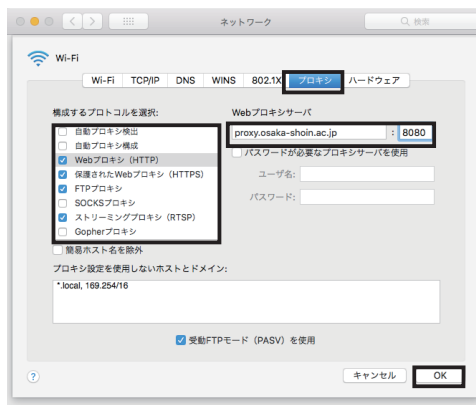 ネットワーク
検索
Wi-Fi
Wi-Fi TCP/IP DNS WINS 802.1X プロキシ ハードウェア
構成するプロトコルを選択:
自動プロキシ検出
自動プロキシ構成
Webプロキシ（HTTP）
保護されたWebプロキシ（HTTPS）
FTPプロキシ
SOCKSプロキシ
ストリーミングプロキシ（RTSP）
Gopherプロキシ
Webプロキシサーバ
proxy.osaka-shoin.ac.jp : 8080
パスワードが必要なプロキシサーバを使用
ユーザ名:
パスワード:
簡易ホスト名を除外
プロキシ設定を使用しないホストとドメイン:
*.local, 169.254/16
受動FTPモード（PASV）を使用
? キャンセル OK